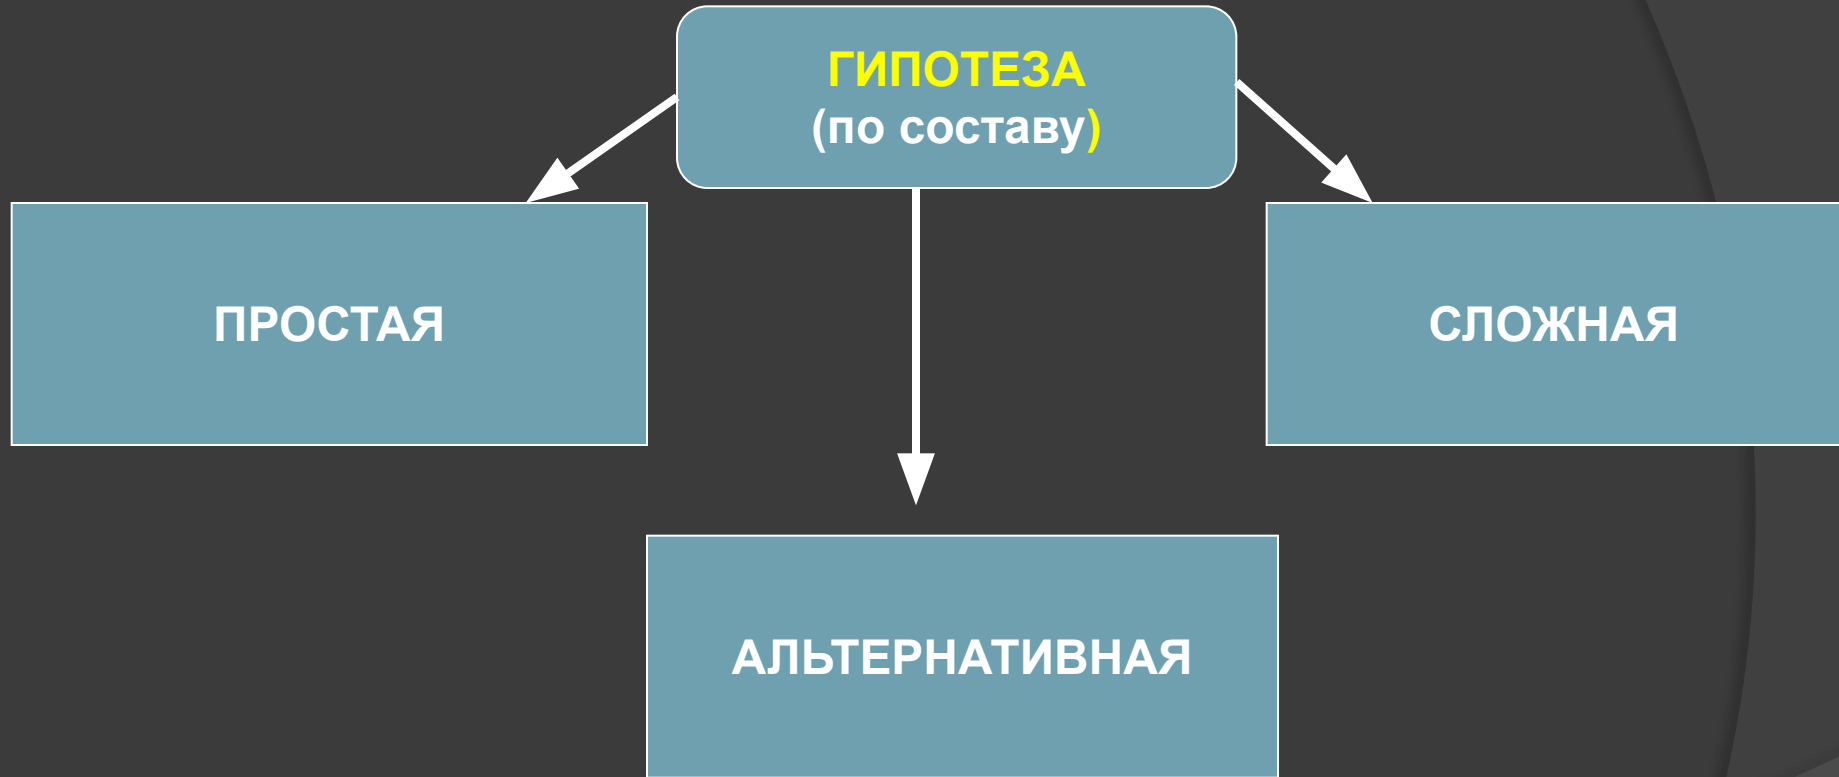 ГИПОТЕЗА
(по составу)
ПРОСТАЯ
СЛОЖНАЯ
АЛЬТЕРНАТИВНАЯ